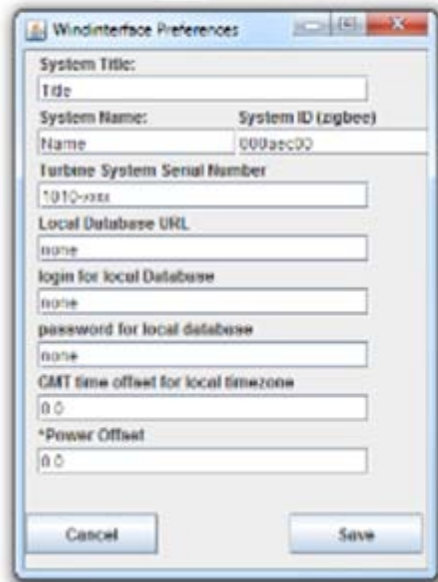 Windinterface Preferences
System Title:
Title
System Name: System ID (zigbee)
Name 000aec00
Turbine System Serial Number
1010-xxxx
Local Database URL
none
login for local Database
none
password for local database
none
GMT time offset for local timezone
0.0
*Power Offset
0.0
Cancel Save